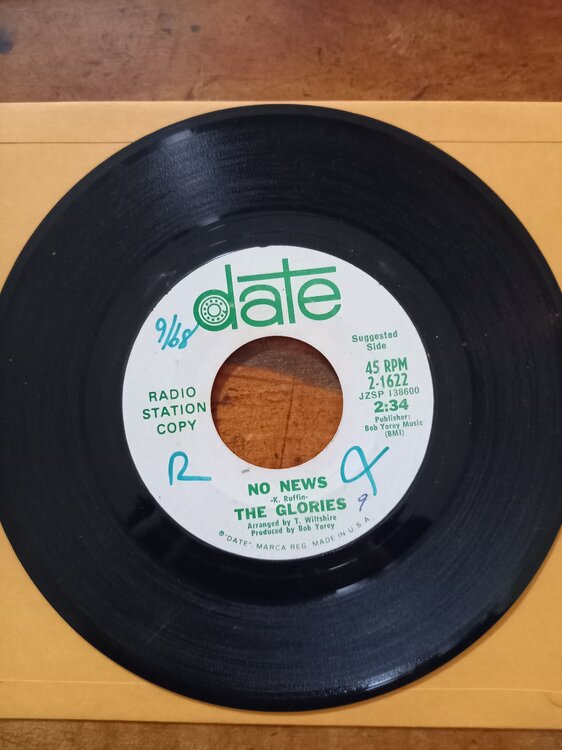 date
9/68
Suggested
Side
45 RPM
2-1622
JZSP 138600
2:34
Publisher:
Bob Yorey Music
(BMI)
RADIO
STATION
COPY
R
NO NEWS
-K. Ruffin-
THE GLORIES 9
Arranged by T. Wiltshire
Produced by Bob Yorey
® "DATE", MARCA REG. MADE IN U.S.A